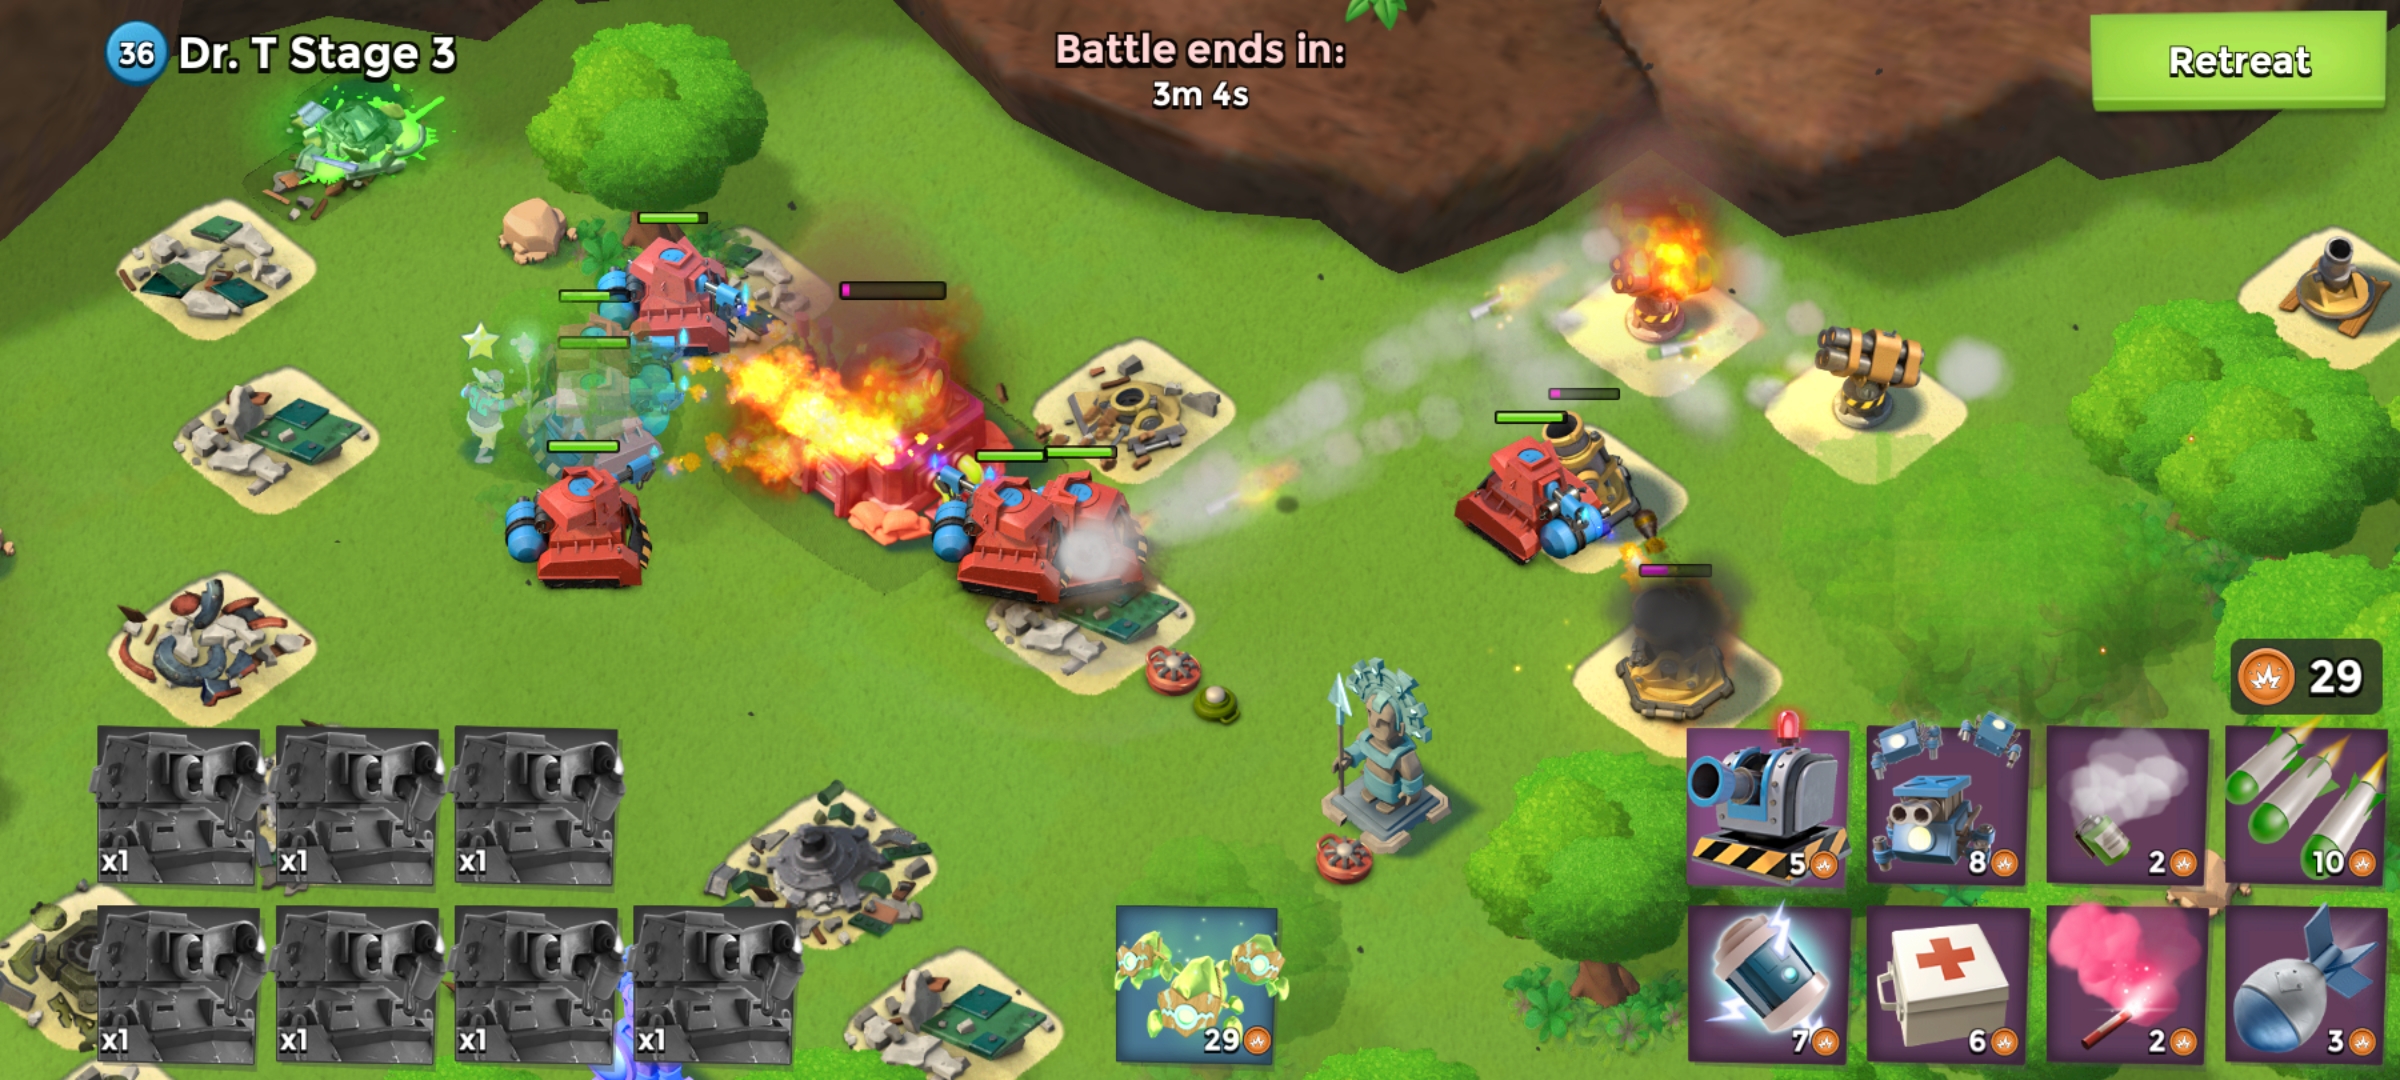 36 Dr. T Stage 3
Battle ends in:
3m 4s
Retreat
29
x1 x1 x1
5 8 2 10
x1 x1 x1 x1
29
7 6 2 3